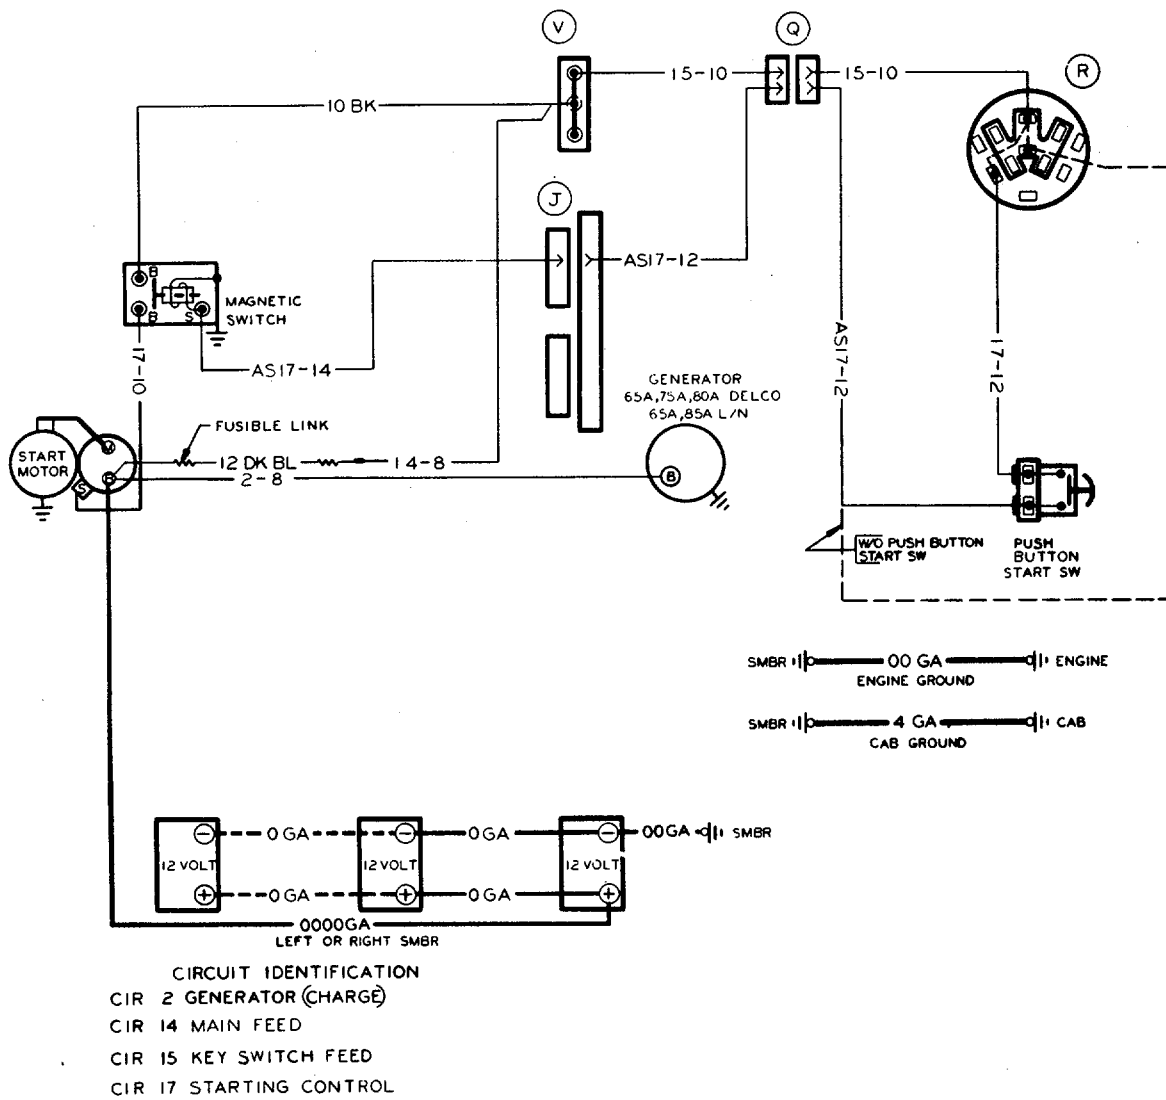 V
Q
R
15-10
15-10
10 BK
J
AS17-12
B
B
S
MAGNETIC
SWITCH
17-10
AS17-14
AS17-12
17-12
GENERATOR
65A,75A,80A DELCO
65A,85A L/N
B
FUSIBLE LINK
START
MOTOR
M
B
S
12 DK BL
14-8
2-8
W/O PUSH BUTTON
START SW
PUSH
BUTTON
START SW
SMBR
00 GA
ENGINE
ENGINE GROUND
SMBR
4 GA
CAB
CAB GROUND
− 0 GA − 0 GA − 00GA SMBR
12 VOLT 12 VOLT 12 VOLT
+ 0 GA + 0 GA +
0000GA
LEFT OR RIGHT SMBR
CIRCUIT IDENTIFICATION
CIR 2 GENERATOR (CHARGE)
CIR 14 MAIN FEED
CIR 15 KEY SWITCH FEED
CIR 17 STARTING CONTROL